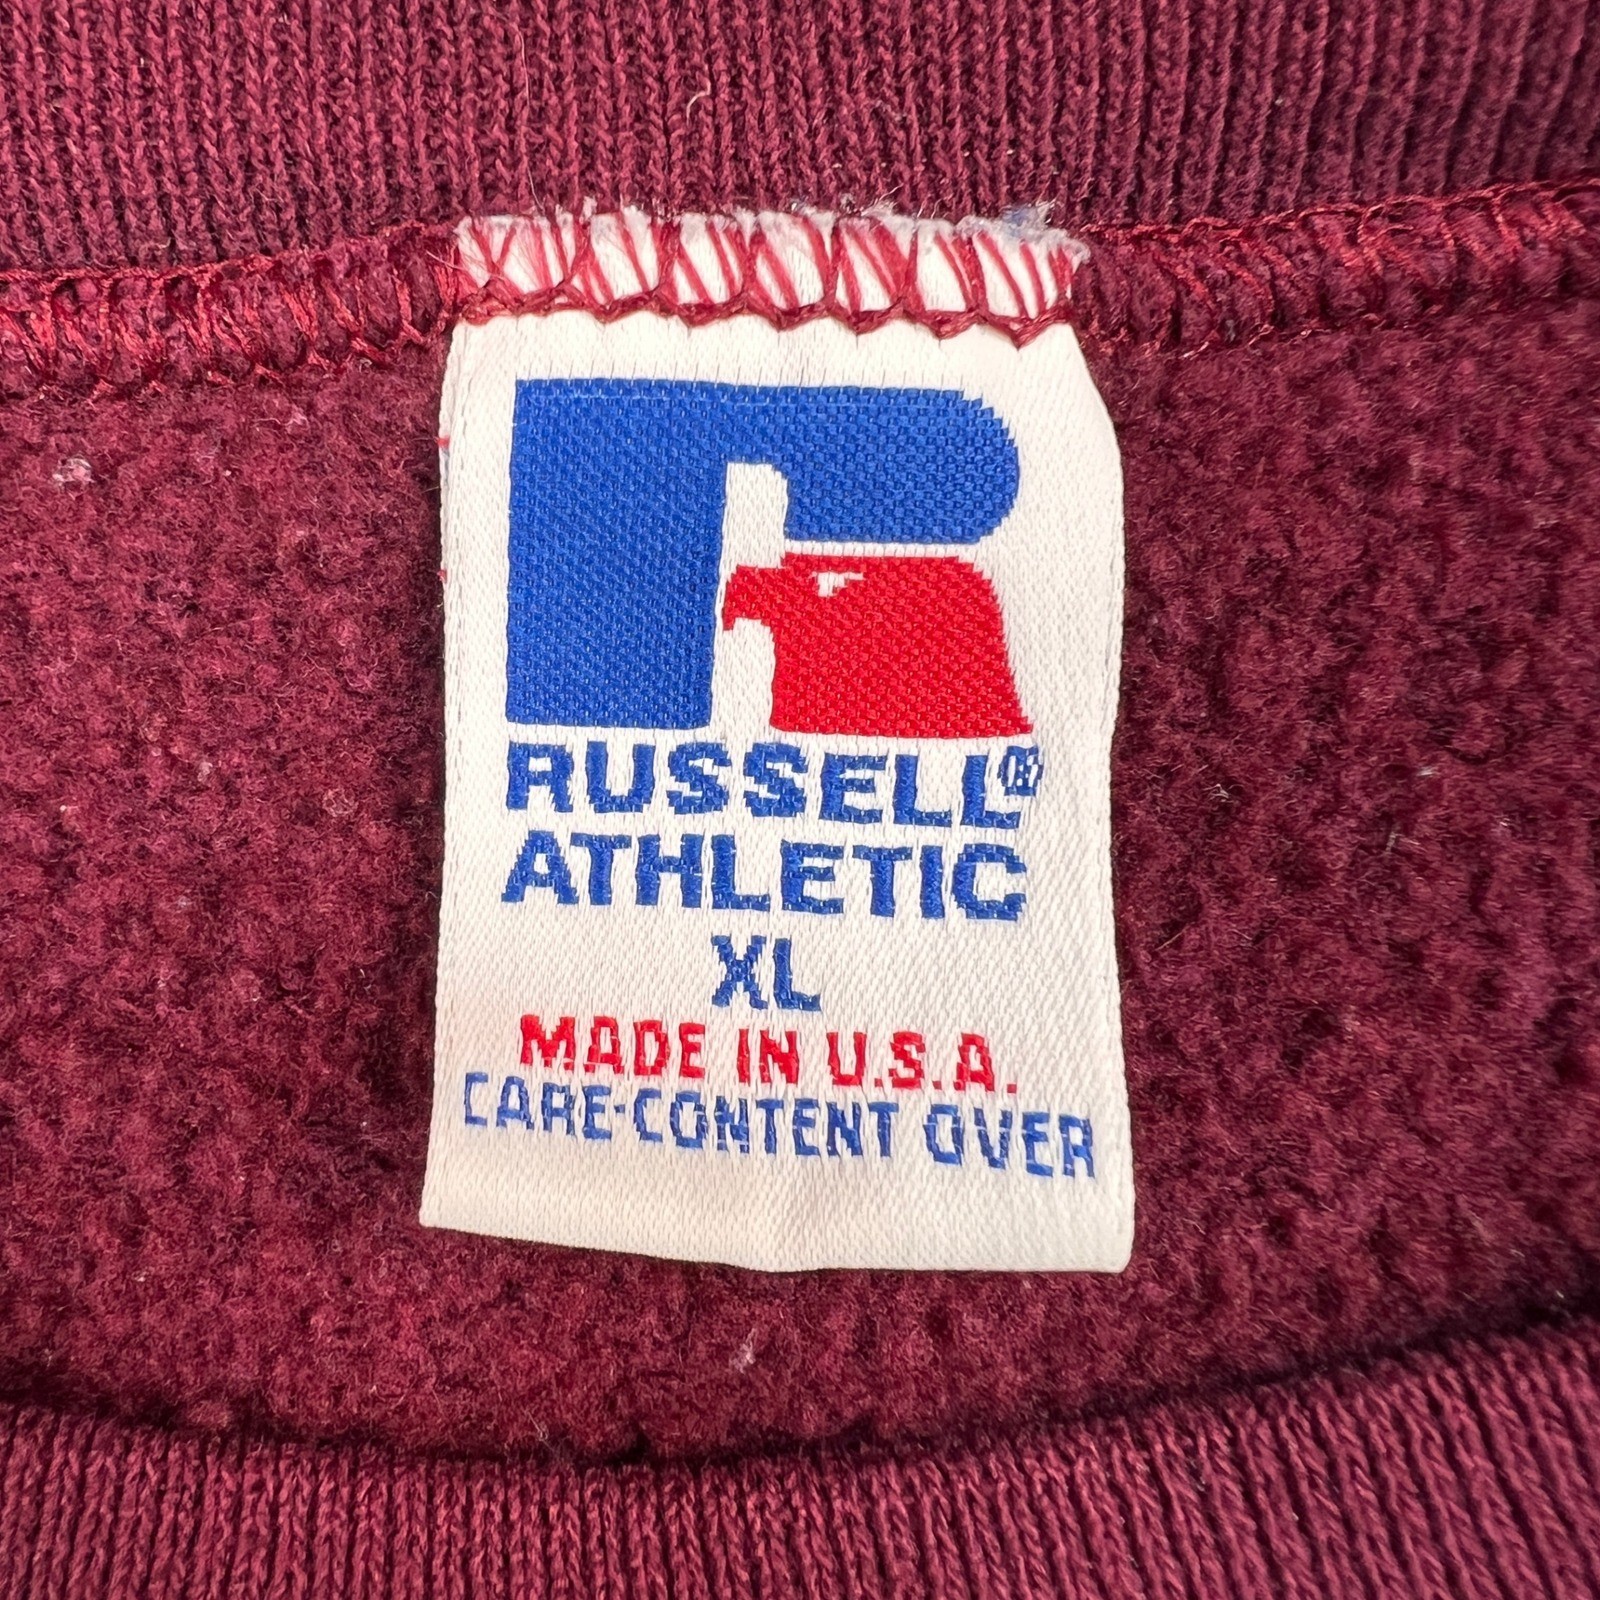 RUSSELL®
ATHLETIC
XL
MADE IN U.S.A.
CARE·CONTENT OVER